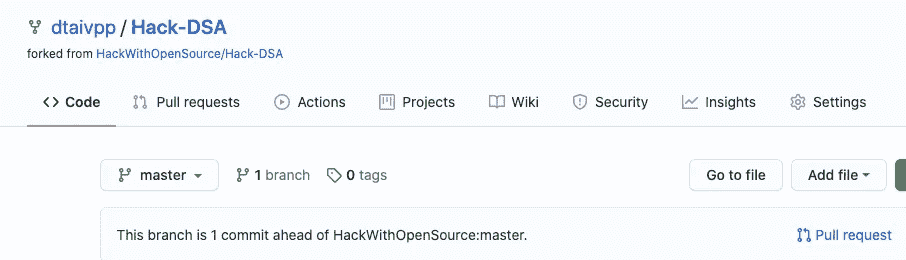 dtaivpp / Hack-DSA
forked from HackWithOpenSource/Hack-DSA
Code Pull requests Actions Projects Wiki Security Insights Settings
master 1 branch 0 tags Go to file Add file
This branch is 1 commit ahead of HackWithOpenSource:master. Pull request